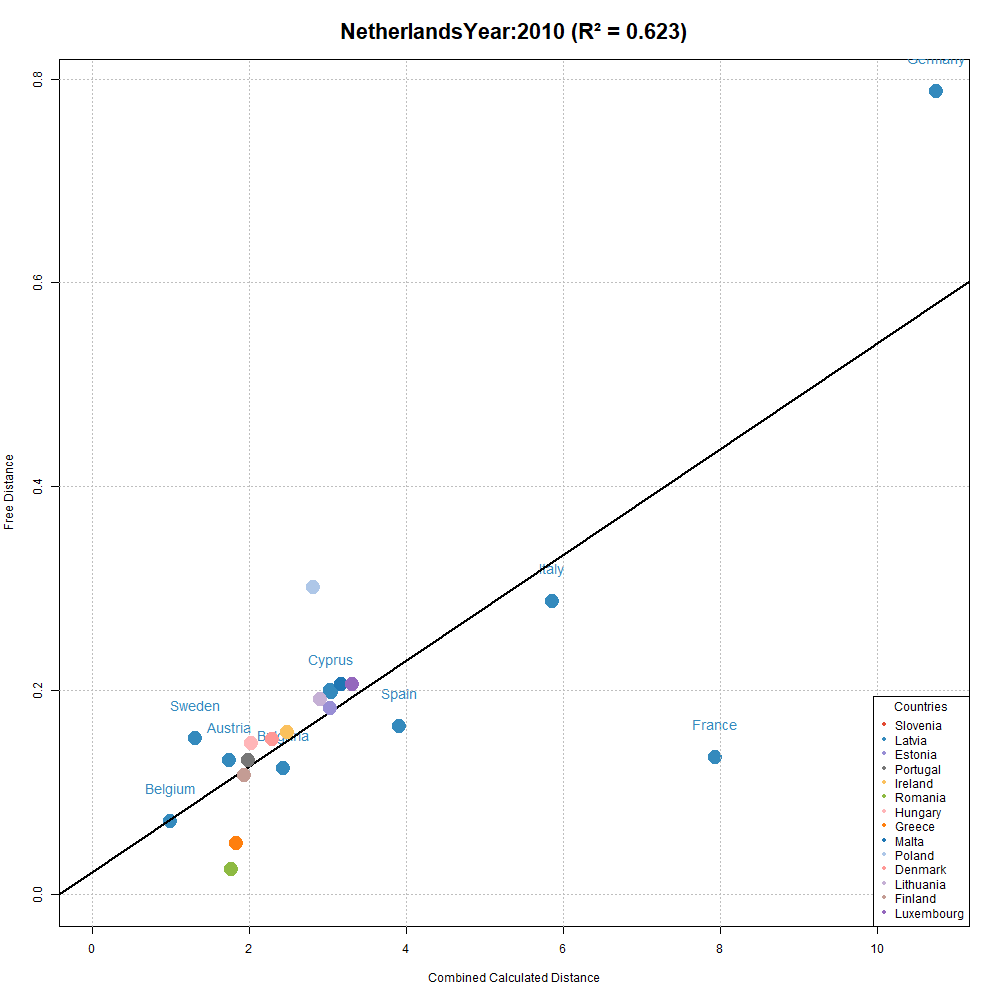 NetherlandsYear:2010 (R² = 0.623)
Germany
0.8
0.6
0.4
0.2
0.0
Free Distance
Italy
Cyprus
Spain
Sweden
Austria
Bulgaria
France
Belgium
Countries
Slovenia
Latvia
Estonia
Portugal
Ireland
Romania
Hungary
Greece
Malta
Poland
Denmark
Lithuania
Finland
Luxembourg
0 2 4 6 8 10
Combined Calculated Distance